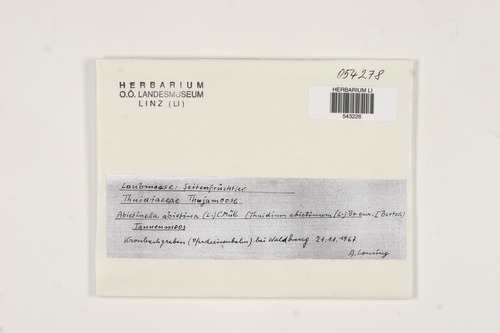 054278
HERBARIUM
O.Ö. LANDESMUSEUM
LINZ (LI)
HERBARIUM LI
543226
Laubmoose: Seitenfrüchtler
Thuidiaceae Thujamoose
Abietinella abietina (L.) C. Müll. (Thuidium abietinum (L.) Br. eur.
Tannenmoos
Kronbachgraben bei Waldburg 21.11.1967